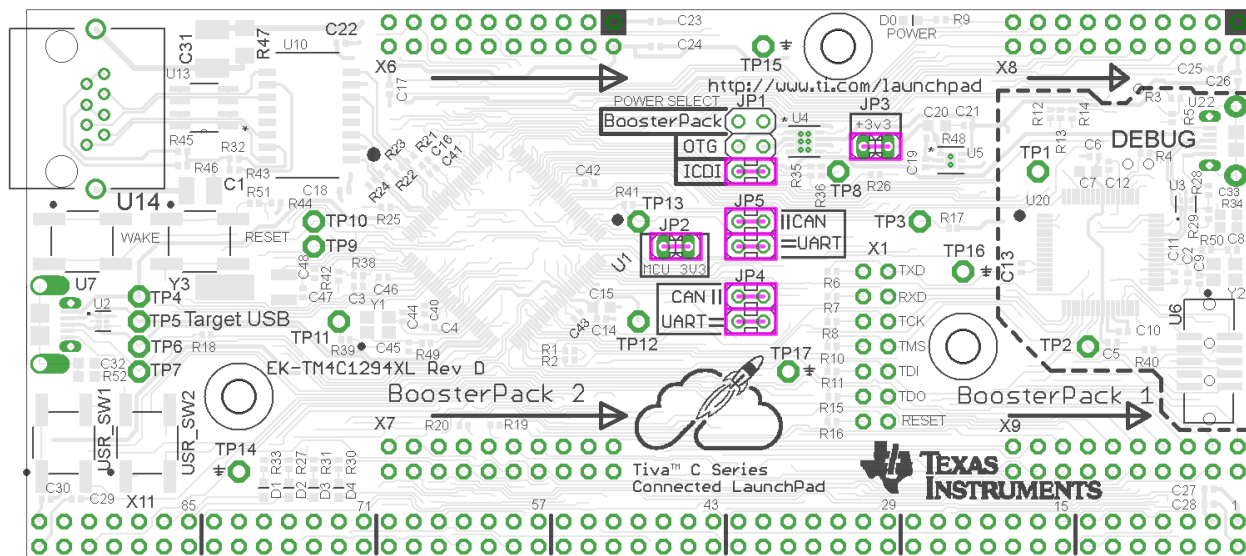 C22
C23
D0
R9
POWER
C31
R47
U10
C24
U13
X6
C17
TP15
http://www.ti.com/launchpad
X8
C25
C26
POWER SELECT
JP1
U4
JP3
+3v3
C20
C21
R3
U22
BoosterPack
R12
R14
R13
R5
R45
R32
OTG
R48
DEBUG
R46
R43
R23
R21
C18
C41
R22
R24
ICDI
R35
R36
TP8
R26
C19
U5
TP1
C6
R4
C7
C12
U3
R28
C33
R34
U14
C1
R51
C18
R44
TP10
R25
C42
R41
TP13
JP5
CAN
UART
TP3
R17
U20
R29
R50
C8
WAKE
RESET
TP9
U1
JP2
MCU 3V3
X1
TP16
C13
C11
C2
C9
U7
Y3
C48
R42
R38
C46
C47
C3
Y1
JP4
CAN
UART
R6
R7
R8
R10
R11
R15
R16
TXD
RXD
TCK
TMS
TDI
TDO
RESET
Y2
U6
U2
TP4
TP5
Target USB
TP6
TP7
R18
TP11
R39
C44
C40
C4
C45
R49
C15
C14
C43
TP12
R1
R2
TP17
TP2
C5
C10
R40
C32
R52
EK-TM4C1294XL Rev D
BoosterPack 2
BoosterPack 1
USR_SW1
USR_SW2
X7
R20
R19
X9
TP14
R33
R27
R31
R30
D1
D2
D3
D4
Tiva™ C Series
Connected LaunchPad
TEXAS
INSTRUMENTS
C30
C29
X11
C27
C28
85
71
57
43
29
15
1